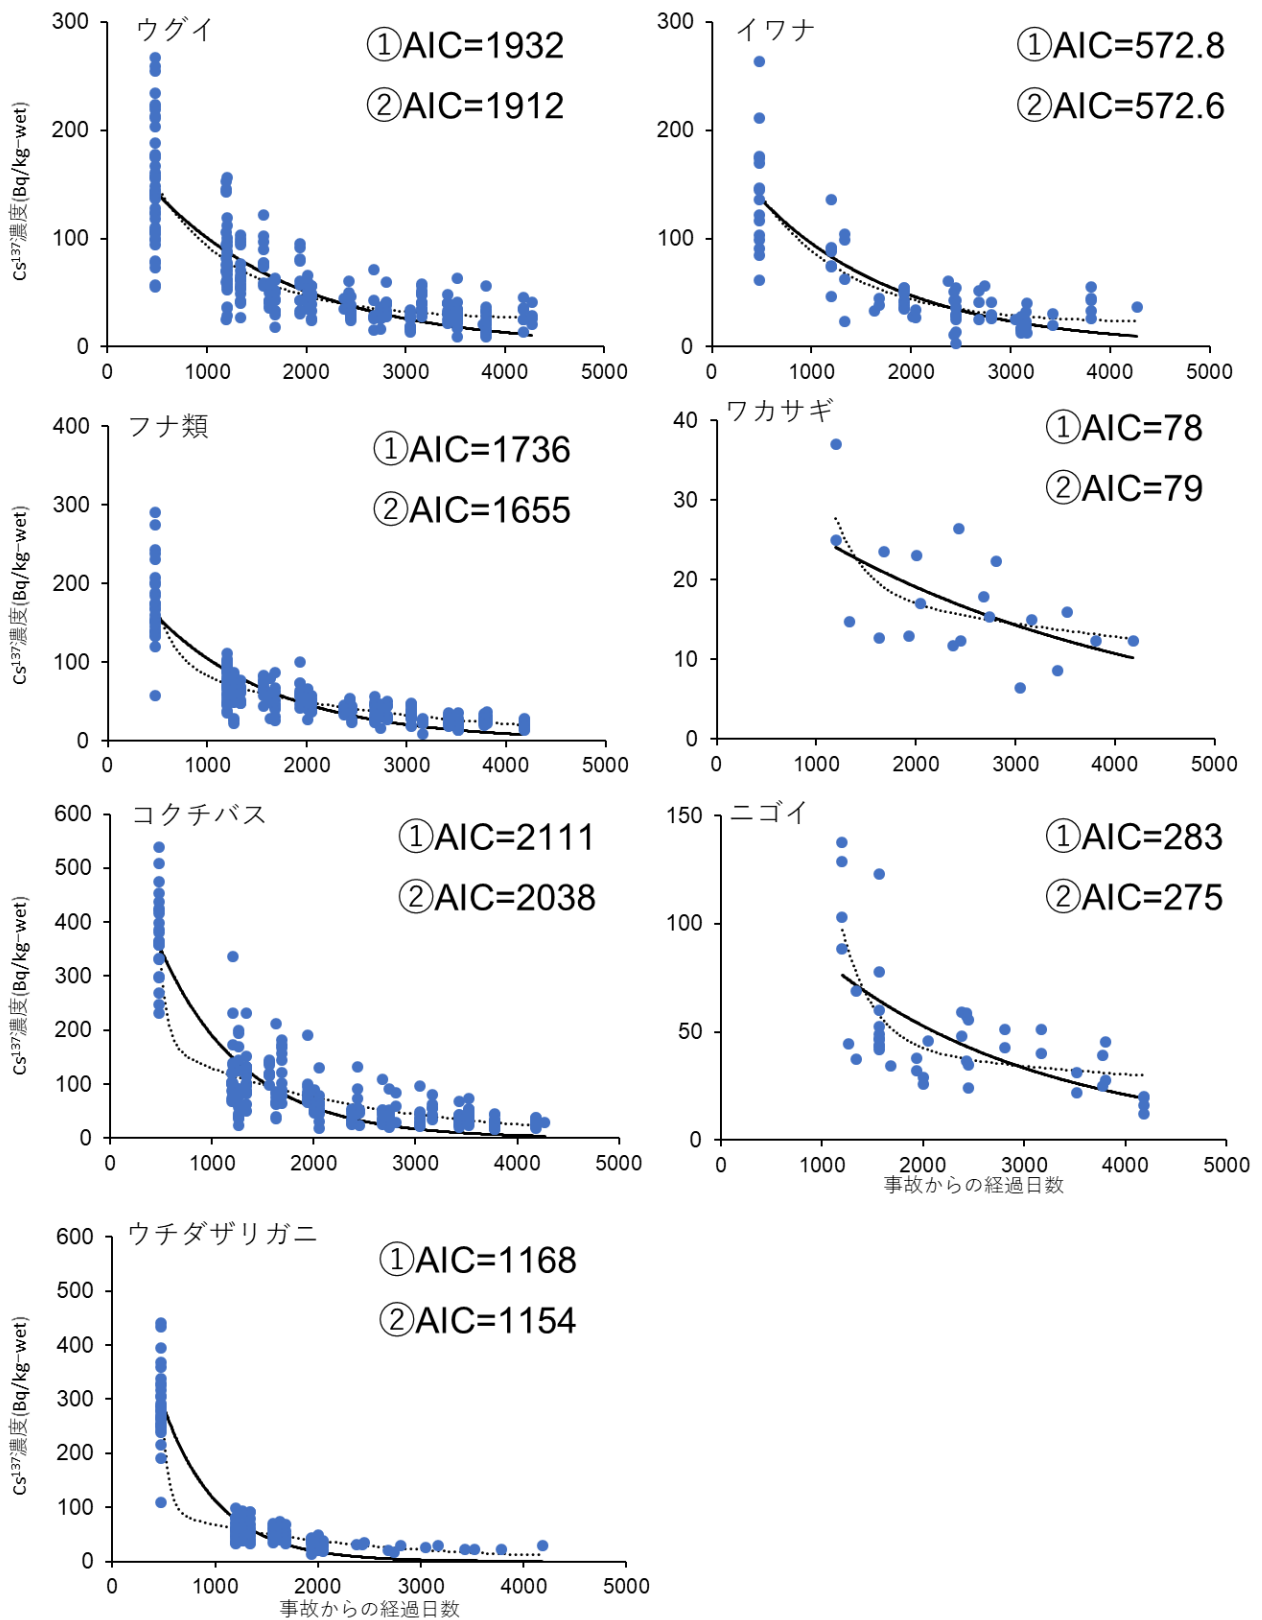 ウグイ
①AIC=1932
②AIC=1912
Cs137濃度(Bq/kg-wet)
300
200
100
0
0 1000 2000 3000 4000 5000
イワナ
①AIC=572.8
②AIC=572.6
300
200
100
0
0 1000 2000 3000 4000 5000
フナ類
①AIC=1736
②AIC=1655
Cs137濃度(Bq/kg-wet)
400
300
200
100
0
0 1000 2000 3000 4000 5000
ワカサギ
①AIC=78
②AIC=79
40
30
20
10
0
0 1000 2000 3000 4000 5000
コクチバス
①AIC=2111
②AIC=2038
Cs137濃度(Bq/kg-wet)
600
500
400
300
200
100
0
0 1000 2000 3000 4000 5000
ニゴイ
①AIC=283
②AIC=275
150
100
50
0
0 1000 2000 3000 4000 5000
事故からの経過日数
ウチダザリガニ
①AIC=1168
②AIC=1154
Cs137濃度(Bq/kg-wet)
600
500
400
300
200
100
0
0 1000 2000 3000 4000 5000
事故からの経過日数